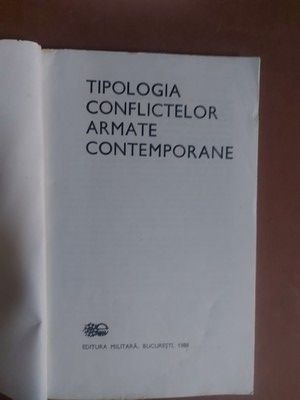 TIPOLOGIA
CONFLICTELOR
ARMATE
CONTEMPORANE
EDITURA MILITARĂ, BUCUREȘTI, 1988